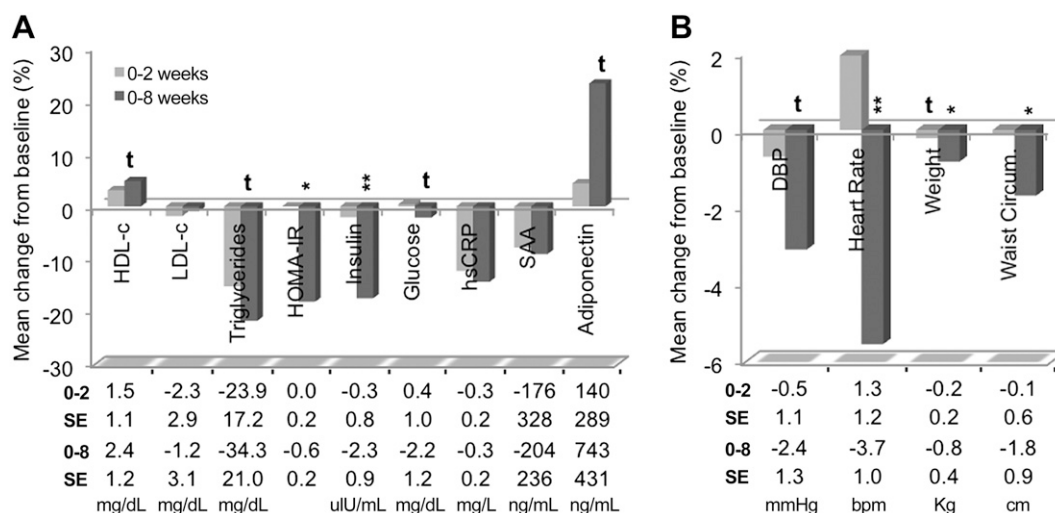 A
B
Mean change from baseline (%)
30
20
10
0
-10
-20
-30
0-2 weeks
0-8 weeks
t
t
*
**
t
t
HDL-c
LDL-c
Triglycerides
HOMA-IR
Insulin
Glucose
hsCRP
SAA
Adiponectin
0-2 1.5 -2.3 -23.9 0.0 -0.3 0.4 -0.3 -176 140
SE 1.1 2.9 17.2 0.2 0.8 1.0 0.2 328 289
0-8 2.4 -1.2 -34.3 -0.6 -2.3 -2.2 -0.3 -204 743
SE 1.2 3.1 21.0 0.2 0.9 1.2 0.2 236 431
mg/dL mg/dL mg/dL uIU/mL mg/dL mg/L ng/mL ng/mL
Mean change from baseline (%)
2
0
-2
-4
-6
t
**
t
*
*
DBP
Heart Rate
Weight
Waist Circum.
0-2 -0.5 1.3 -0.2 -0.1
SE 1.1 1.2 0.2 0.6
0-8 -2.4 -3.7 -0.8 -1.8
SE 1.3 1.0 0.4 0.9
mmHg bpm Kg cm